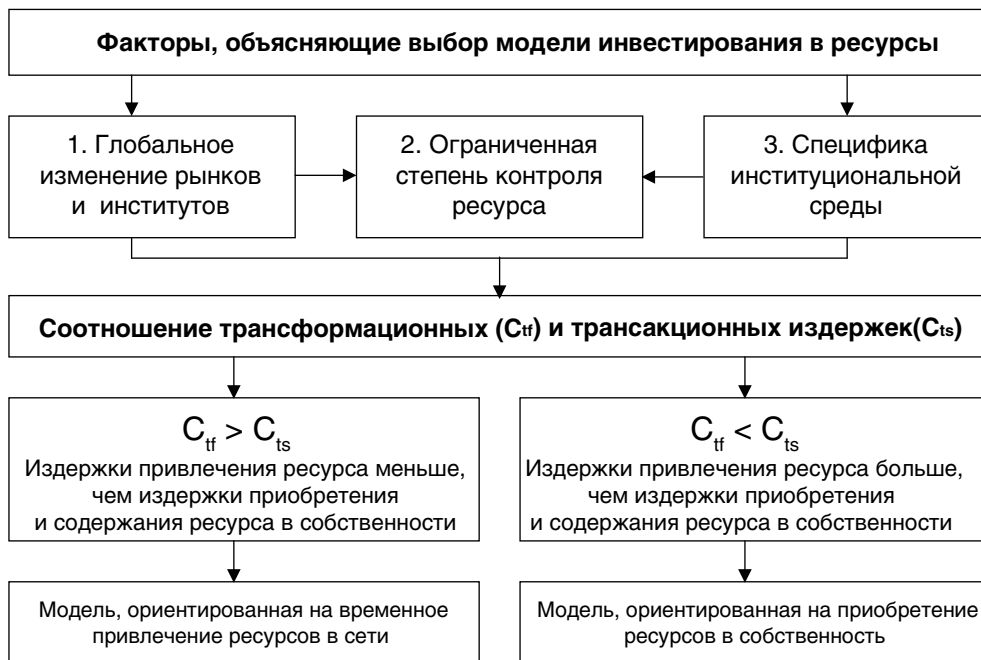 Факторы, объясняющие выбор модели инвестирования в ресурсы
1. Глобальное
изменение рынков
и институтов
2. Ограниченная
степень контроля
ресурса
3. Специфика
институциональной
среды
Соотношение трансформационных (Ctf) и трансакционных издержек(Cts)
Ctf > Cts
Издержки привлечения ресурса меньше,
чем издержки приобретения
и содержания ресурса в собственности
Ctf < Cts
Издержки привлечения ресурса больше,
чем издержки приобретения
и содержания ресурса в собственности
Модель, ориентированная на временное
привлечение ресурсов в сети
Модель, ориентированная на приобретение
ресурсов в собственность